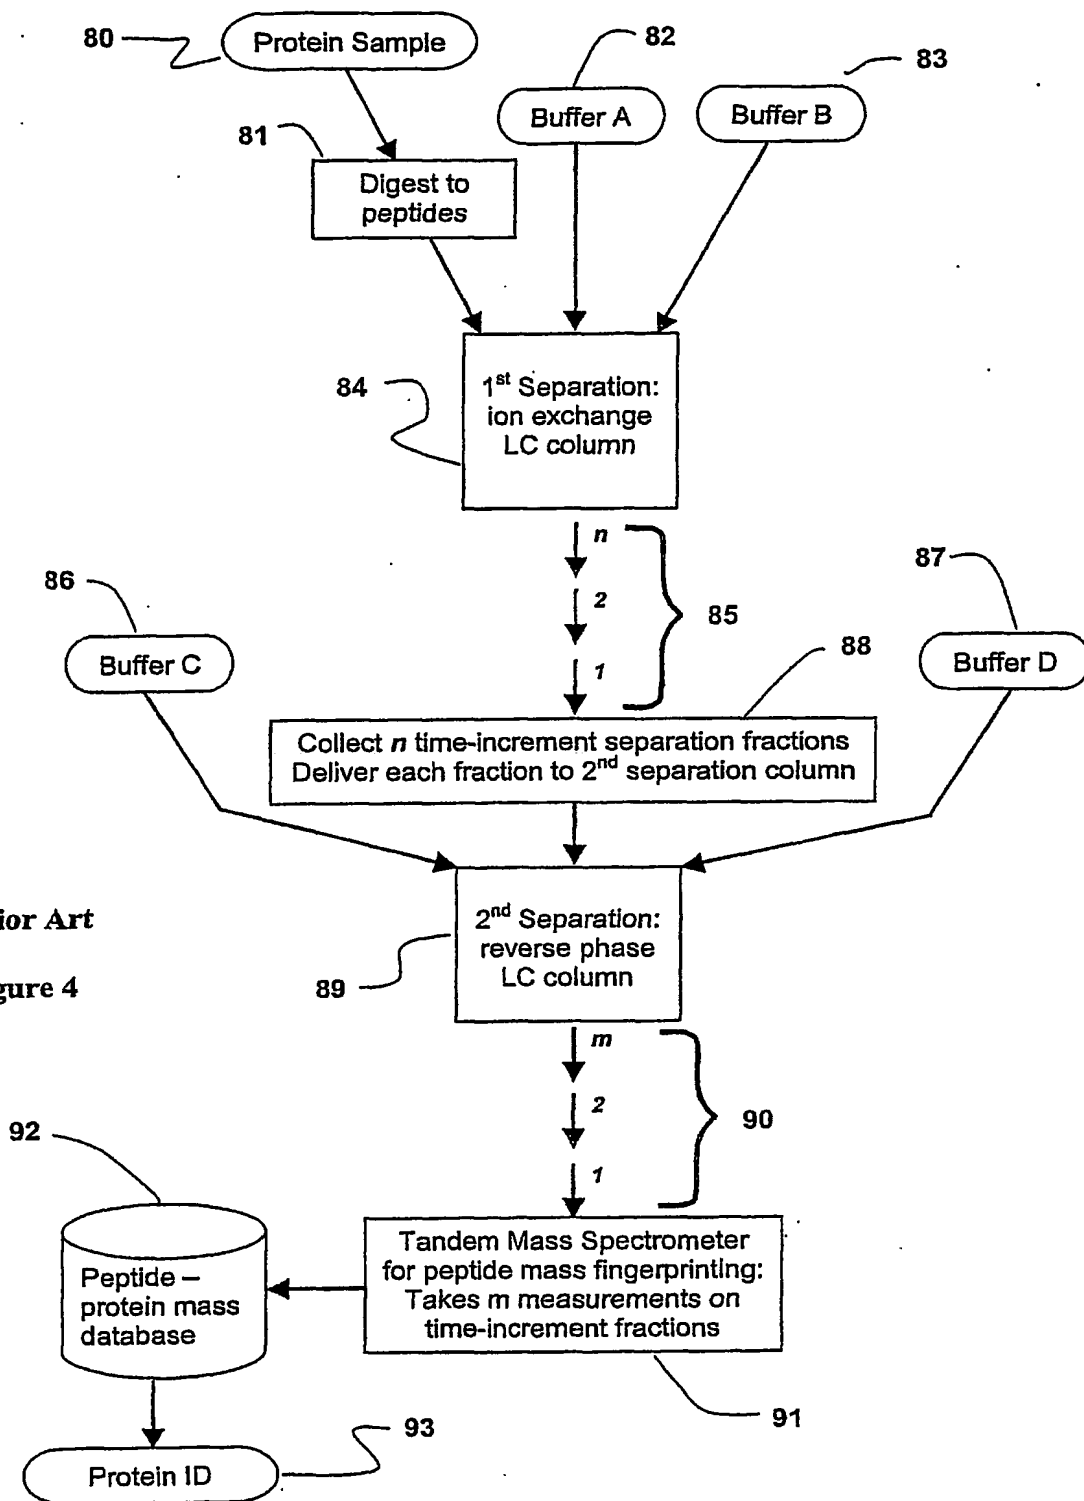 80
Protein Sample
82
83
Buffer A
Buffer B
81
Digest to
peptides
84
1st Separation:
ion exchange
LC column
n
2
1
85
86
87
Buffer C
Buffer D
88
Collect n time-increment separation fractions
Deliver each fraction to 2nd separation column
ior Art
gure 4
2nd Separation:
reverse phase
LC column
89
m
2
1
90
92
Peptide –
protein mass
database
Tandem Mass Spectrometer
for peptide mass fingerprinting:
Takes m measurements on
time-increment fractions
91
93
Protein ID